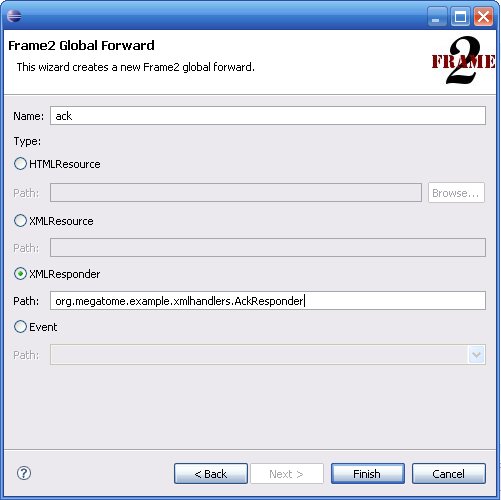 Frame2 Global Forward
This wizard creates a new Frame2 global forward.
FRAME
2
Name: ack
Type:
HTMLResource
Path: Browse...
XMLResource
Path:
XMLResponder
Path: org.megatome.example.xmlhandlers.AckResponder
Event
Path:
? < Back Next > Finish Cancel